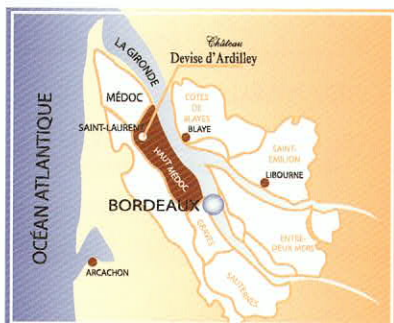 Château
Devise d'Ardilley
LA GIRONDE
MÉDOC
CÔTES
DE
BLAYES
BLAYE
SAINT-LAURENT
SAINT-
EMILION
HAUT MÉDOC
LIBOURNE
BORDEAUX
OCÉAN ATLANTIQUE
GRAVES
ENTRE-
DEUX MERS
ARCACHON
SAUTERNES